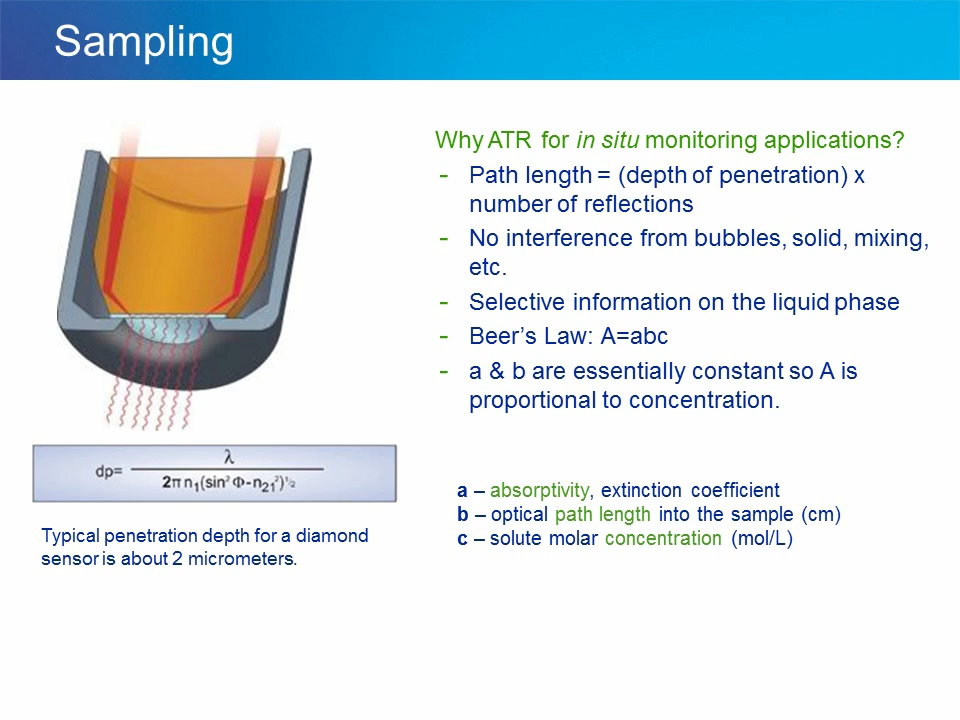 Sampling
Why ATR for in situ monitoring applications?
- Path length = (depth of penetration) x
number of reflections
- No interference from bubbles, solid, mixing,
etc.
- Selective information on the liquid phase
- Beer’s Law: A=abc
- a & b are essentially constant so A is
proportional to concentration.
dp= λ
2π n₁(sin² Φ-n₂₁²)½
a – absorptivity, extinction coefficient
b – optical path length into the sample (cm)
c – solute molar concentration (mol/L)
Typical penetration depth for a diamond
sensor is about 2 micrometers.